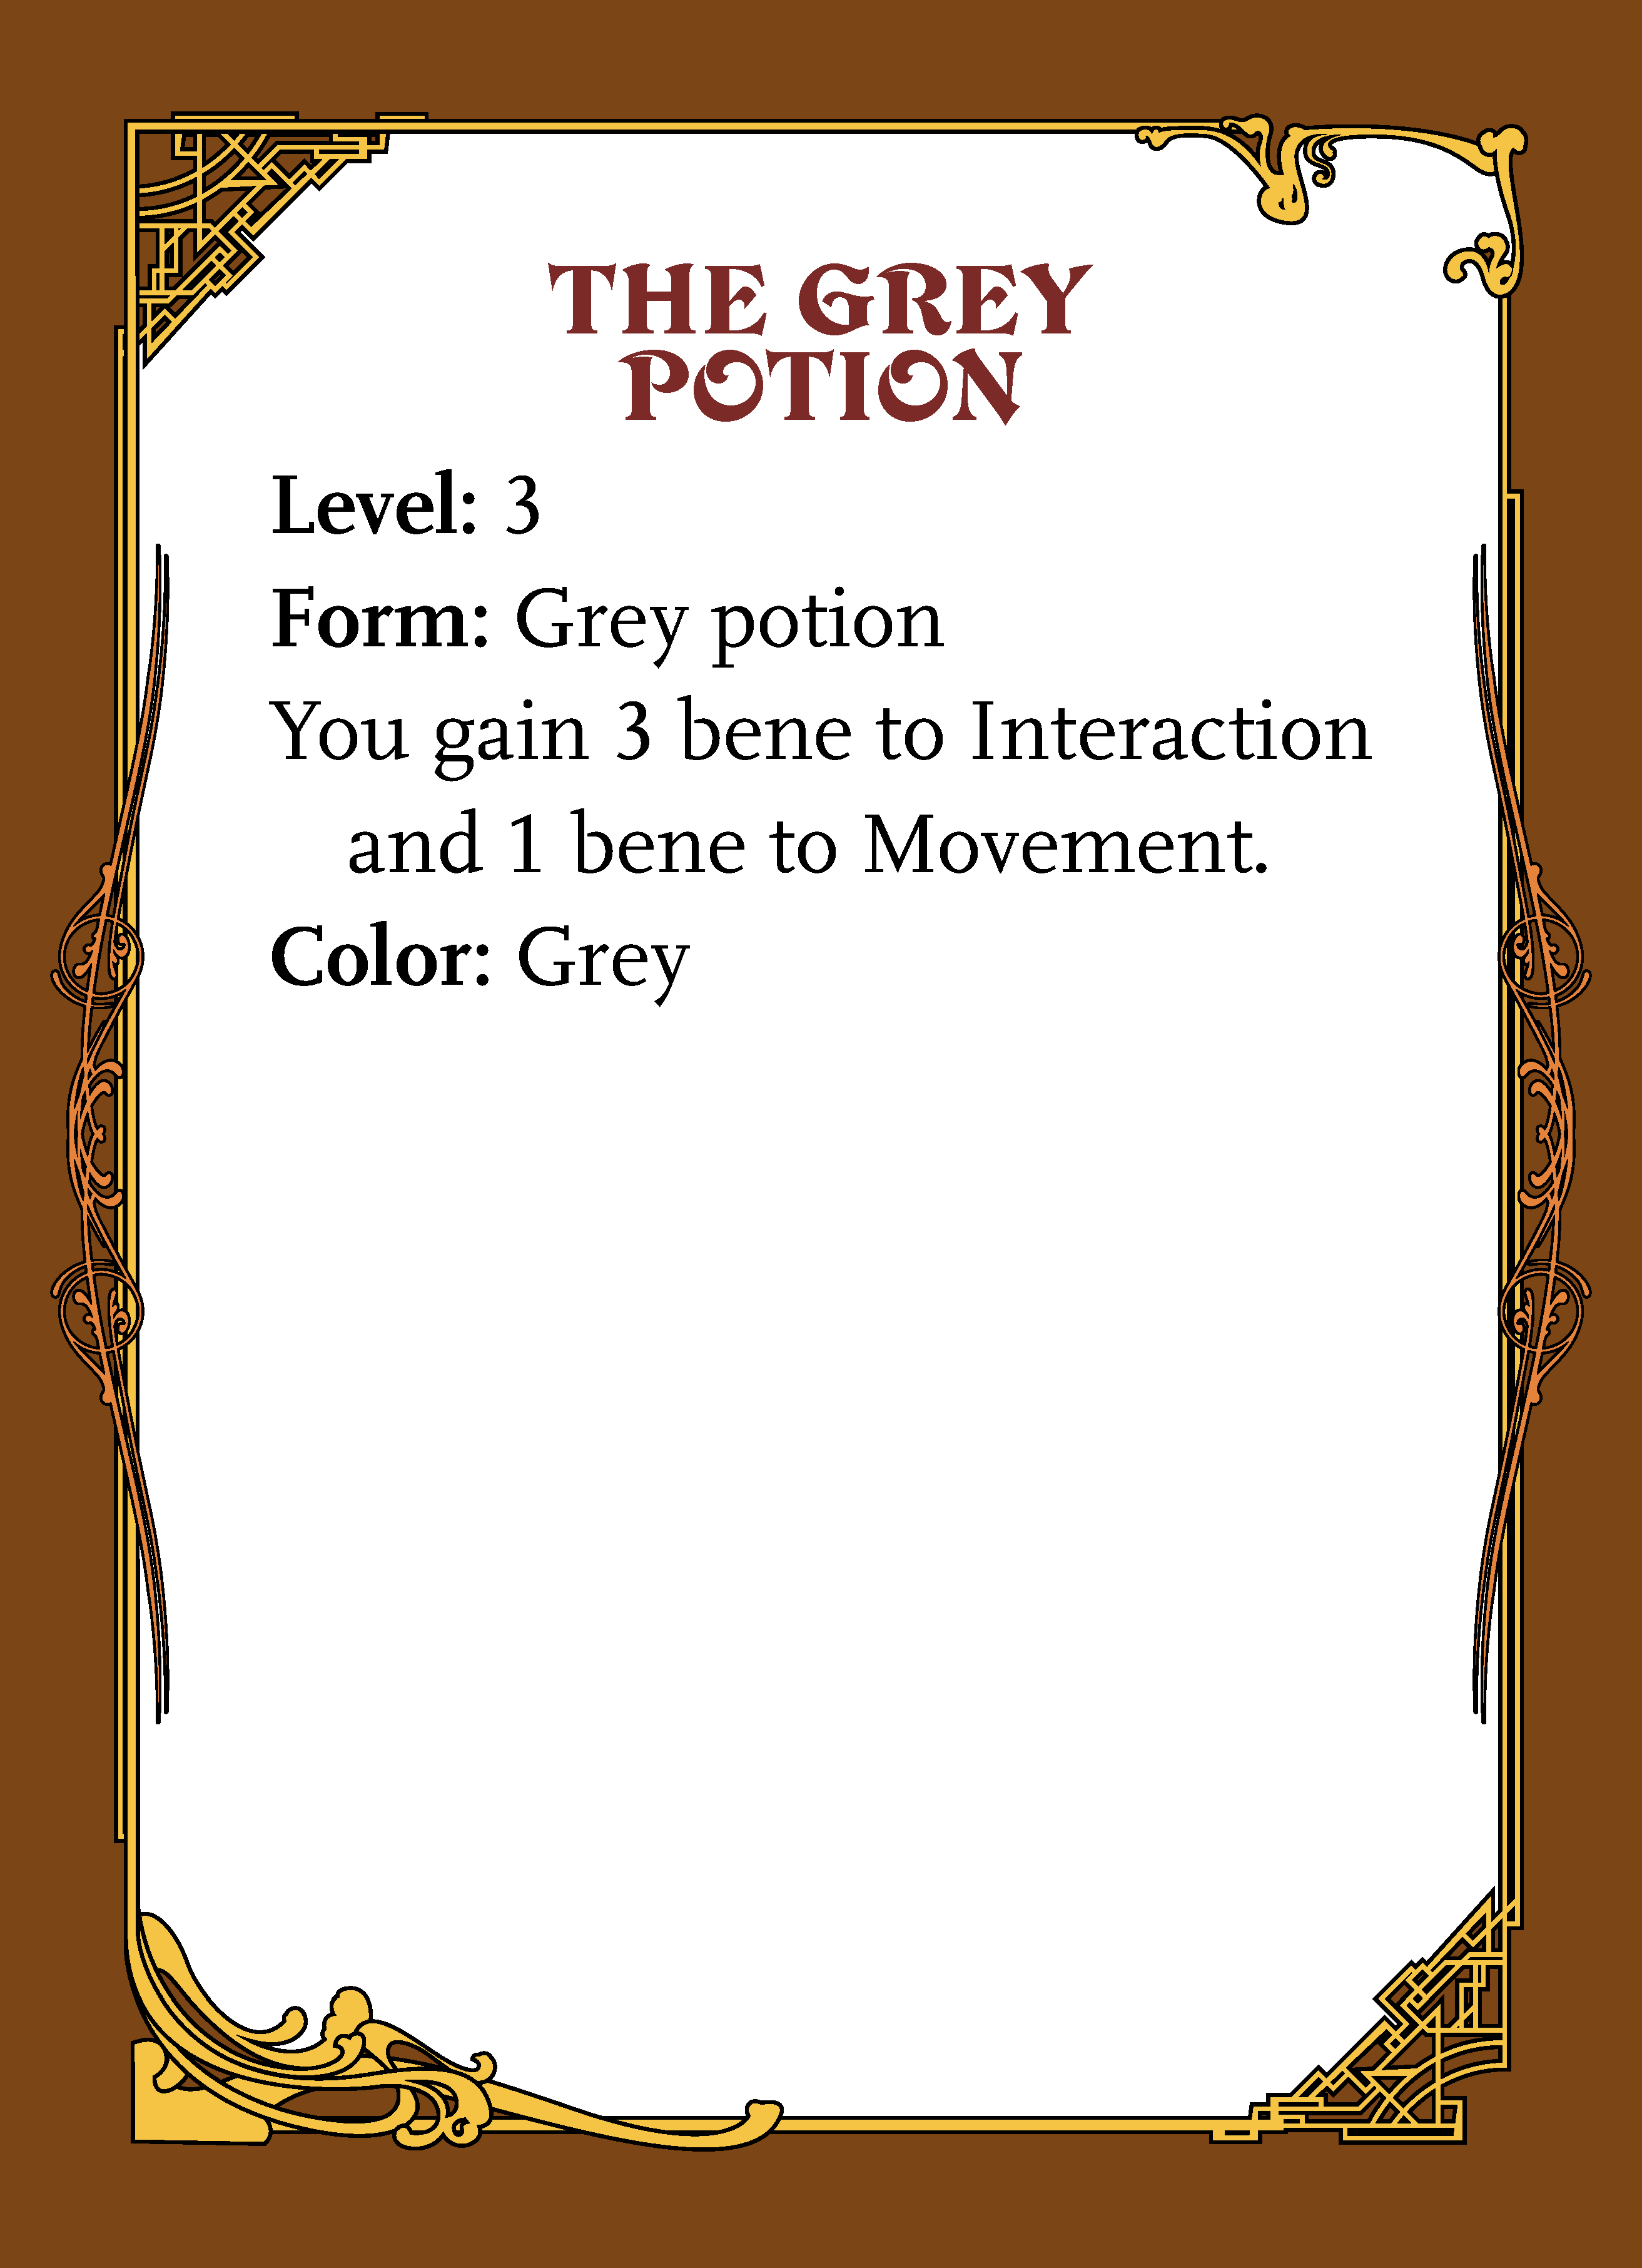 THE GREY
POTION
Level: 3
Form: Grey potion
You gain 3 bene to Interaction
and 1 bene to Movement.
Color: Grey